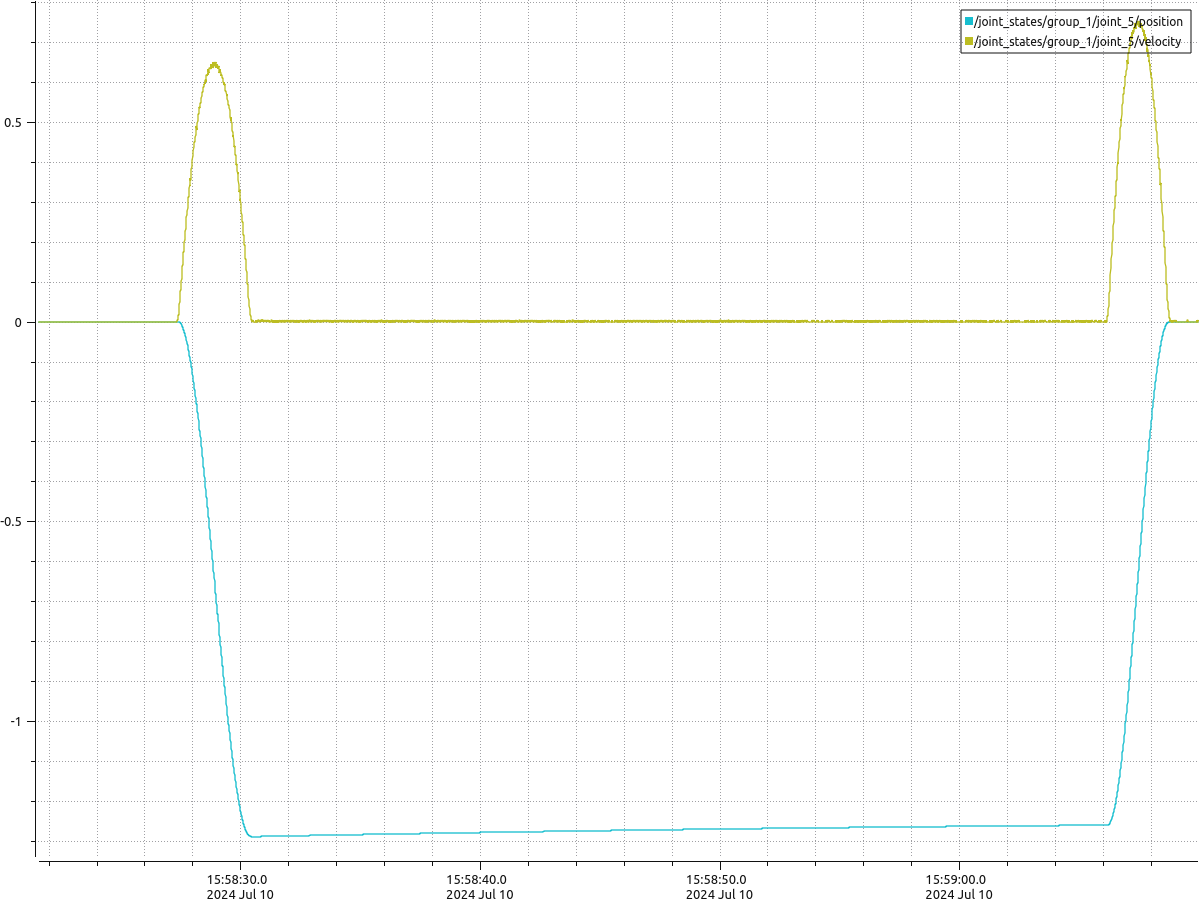 /joint_states/group_1/joint_5/position
/joint_states/group_1/joint_5/velocity
0.5
0
-0.5
-1
15:58:30.0
2024 Jul 10
15:58:40.0
2024 Jul 10
15:58:50.0
2024 Jul 10
15:59:00.0
2024 Jul 10